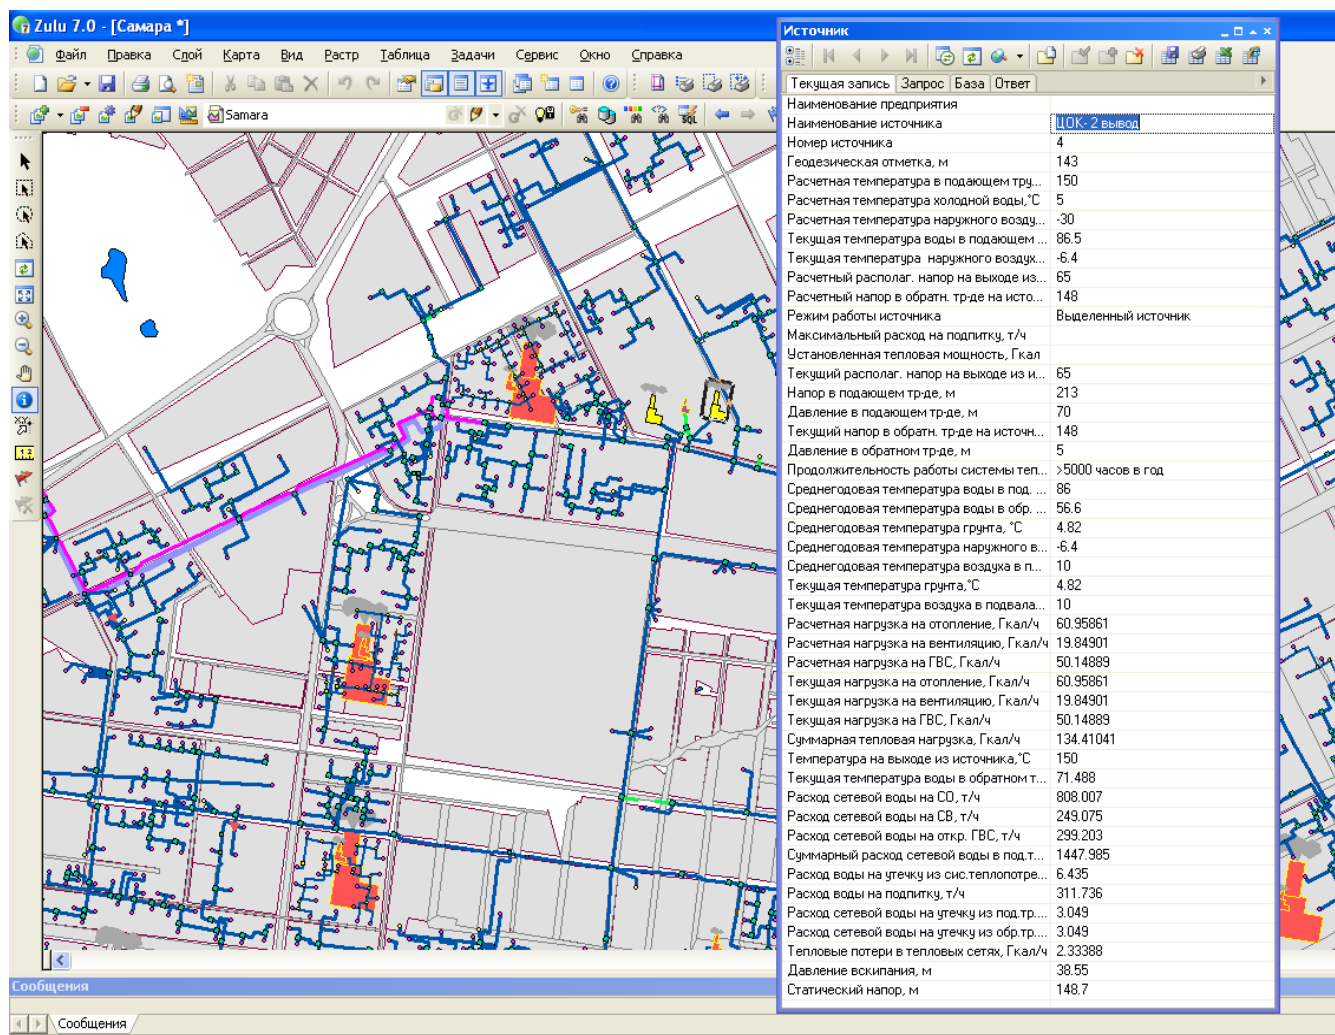 Zulu 7.0 - [Самара *]
Файл Правка Слой Карта Вид Растр Таблица Задачи Сервис Окно Справка
Samara
SQL
Источник
Текущая запись Запрос База Ответ
Наименование предприятия
Наименование источника ЦОК- 2 вывод
Номер источника 4
Геодезическая отметка, м 143
Расчетная температура в подающем тру... 150
Расчетная температура холодной воды,°C 5
Расчетная температура наружного возду... -30
Текущая температура воды в подающем ... 86.5
Текущая температура наружного воздух... -6.4
Расчетный располаг. напор на выходе из... 65
Расчетный напор в обратн. тр-де на исто... 148
Режим работы источника Выделенный источник
Максимальный расход на подпитку, т/ч
Установленная тепловая мощность, Гкал
Текущий располаг. напор на выходе из и... 65
Напор в подающем тр-де, м 213
Давление в подающем тр-де, м 70
Текущий напор в обратн. тр-де на источн... 148
Давление в обратном тр-де, м 5
Продолжительность работы системы теп... >5000 часов в год
Среднегодовая температура воды в под. ... 86
Среднегодовая температура воды в обр. ... 56.6
Среднегодовая температура грунта, °C 4.82
Среднегодовая температура наружного в... -6.4
Среднегодовая температура воздуха в п... 10
Текущая температура грунта,°C 4.82
Текущая температура воздуха в подвала... 10
Расчетная нагрузка на отопление, Гкал/ч 60.95861
Расчетная нагрузка на вентиляцию, Гкал/ч 19.84901
Расчетная нагрузка на ГВС, Гкал/ч 50.14889
Текущая нагрузка на отопление, Гкал/ч 60.95861
Текущая нагрузка на вентиляцию, Гкал/ч 19.84901
Текущая нагрузка на ГВС, Гкал/ч 50.14889
Суммарная тепловая нагрузка, Гкал/ч 134.41041
Температура на выходе из источника,°C 150
Текущая температура воды в обратном т... 71.488
Расход сетевой воды на СО, т/ч 808.007
Расход сетевой воды на СВ, т/ч 249.075
Расход сетевой воды на откр. ГВС, т/ч 299.203
Суммарный расход сетевой воды в под.т... 1447.985
Расход воды на утечку из сис.теплопотре... 6.435
Расход воды на подпитку, т/ч 311.736
Расход сетевой воды на утечку из под.тр.... 3.049
Расход сетевой воды на утечку из обр.тр.... 3.049
Тепловые потери в тепловых сетях, Гкал/ч 2.33388
Давление вскипания, м 38.55
Статический напор, м 148.7
Сообщения
Сообщения